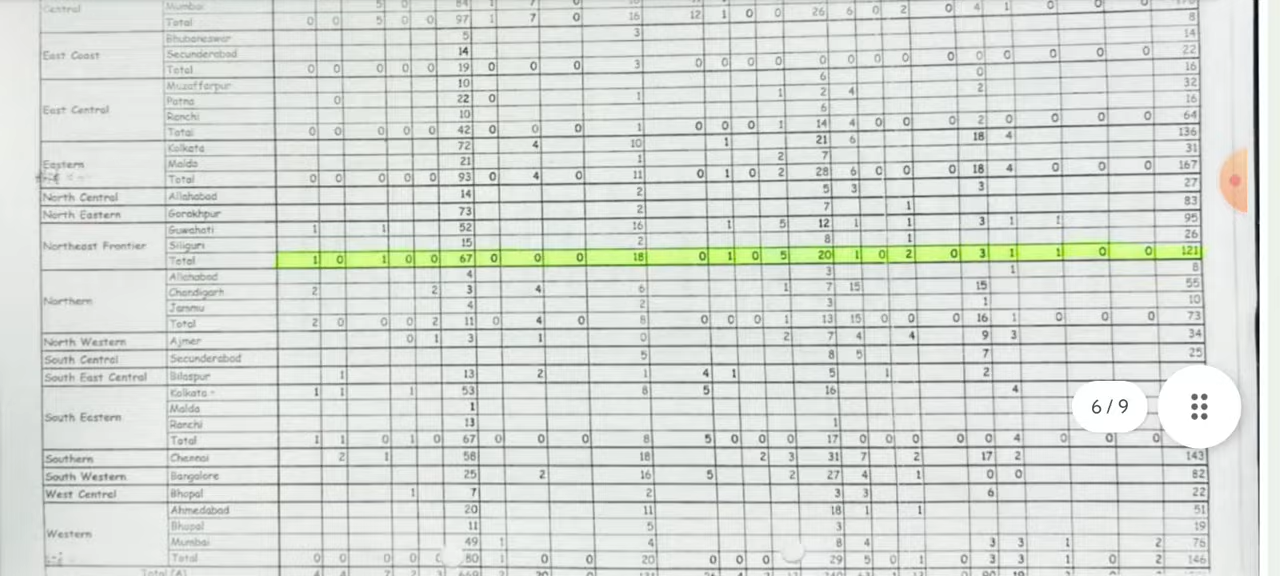 Central Mumbai 5 0 84 1 7 0
Total 0 0 5 0 0 97 1 7 0 16 12 1 0 0 26 6 0 2 0 4 1 0 0 0
Bhubaneswar 5 3 8
East Coast Secunderabad 14 14
Total 0 0 0 0 0 19 0 0 0 3 0 0 0 0 0 0 0 0 0 0 0 0 0 0 22
Muzaffarpur 10 6 0 16
East Central Patna 0 22 0 1 1 2 4 2 32
Ranchi 10 6 16
Total 0 0 0 0 0 42 0 0 0 1 0 0 0 1 14 4 0 0 0 2 0 0 0 0 64
Kolkata 72 4 10 1 21 6 18 4 136
Eastern Malda 21 1 2 7 31
Total 0 0 0 0 0 93 0 4 0 11 0 1 0 2 28 6 0 0 0 18 4 0 0 0 167
North Central Allahabad 14 2 5 3 3 27
North Eastern Gorakhpur 73 2 7 1 83
Guwahati 1 1 52 16 1 5 12 1 1 3 1 1 95
Northeast Frontier Siliguri 15 2 8 1 26
Total 1 0 1 0 0 67 0 0 0 18 0 1 0 5 20 1 0 2 0 3 1 1 0 0 121
Allahabad 4 3 1 8
Northern Chandigarh 2 2 3 4 6 1 7 15 15 55
Jammu 4 2 3 1 10
Total 2 0 0 0 2 11 0 4 0 8 0 0 0 1 13 15 0 0 0 16 1 0 0 0 73
North Western Ajmer 0 1 3 1 0 2 7 4 4 9 3 34
South Central Secunderabad 5 8 5 7 25
South East Central Bilaspur 1 13 2 1 4 1 5 1 2
Kolkata 1 1 1 53 8 5 16 4
6 / 9
South Eastern Malda 1
Ranchi 13 1
Total 1 1 0 1 0 67 0 0 0 8 5 0 0 0 17 0 0 0 0 0 4 0 0 0
Southern Chennai 2 1 58 18 2 3 31 7 2 17 2 143
South Western Bangalore 25 2 16 5 2 27 4 1 0 0 82
West Central Bhopal 1 7 2 3 3 6 22
Ahmedabad 20 11 18 1 1 51
Western Bhopal 11 5 3 19
Mumbai 49 1 4 8 4 3 3 1 2 76
Total 0 0 0 0 80 1 0 0 20 0 0 0 29 5 0 1 0 3 3 1 0 2 146
Total (A)